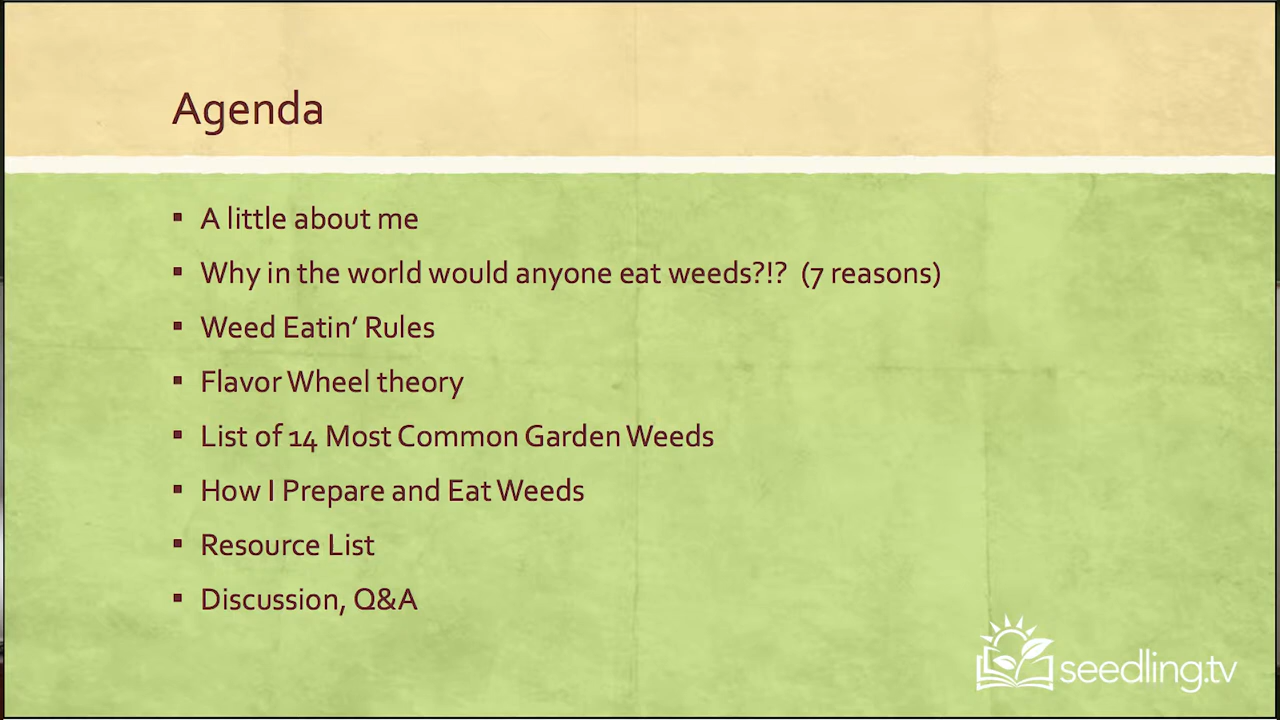 Agenda
A little about me
Why in the world would anyone eat weeds?!? (7 reasons)
Weed Eatin’ Rules
Flavor Wheel theory
List of 14 Most Common Garden Weeds
How I Prepare and Eat Weeds
Resource List
Discussion, Q&A
seedling.tv